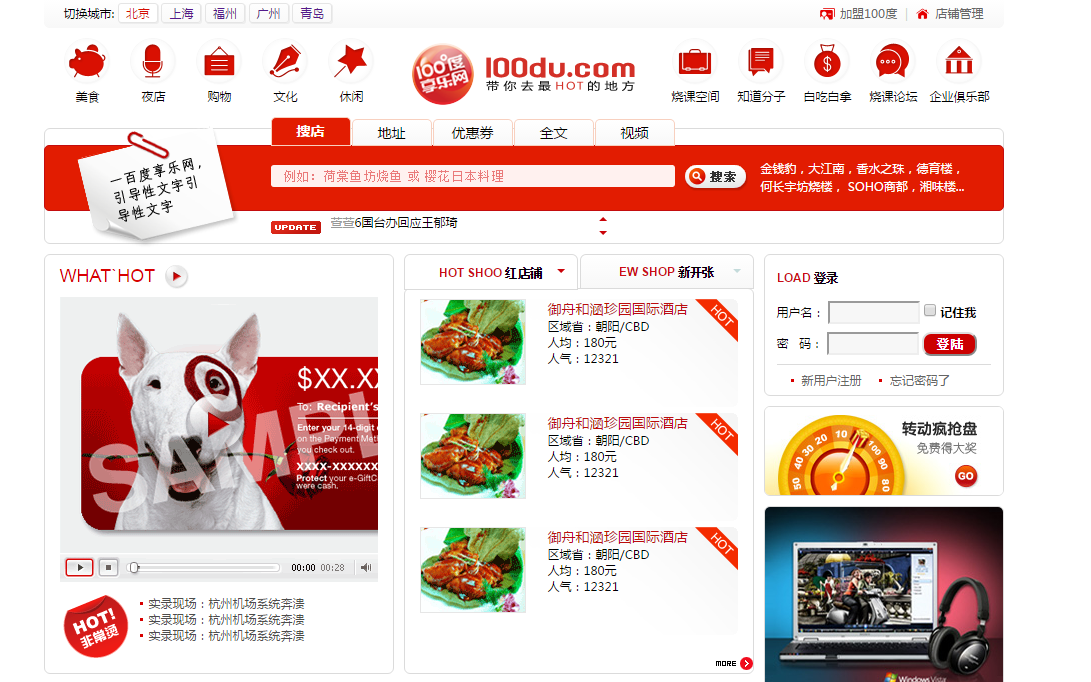 切换城市: 北京 上海 福州 广州 青岛
加盟100度 店铺管理
美食 夜店 购物 文化 休闲
100度 享乐网
100du.com
带你去最HOT的地方
烧课空间 知道分子 白吃白拿 烧课论坛 企业俱乐部
搜店 地址 优惠券 全文 视频
一百度享乐网，
引导性文字引
导性文字
例如: 荷棠鱼坊烧鱼 或 樱花日本料理
搜索
金钱豹，大江南，香水之珠，德育楼，
何长宇坊烧楼， SOHO商都，湘味楼...
UPDATE 萱萱6国台办回应王郁琦
WHAT`HOT
$XX.XX
To: Recipient's
Enter your 14-digit
on the Payment Met
you check out.
XXXX-XXXXXX
Protect your e-GiftC
were cash.
SAMPL
00:00 00:28
HOT!
非常烫
实录现场：杭州机场系统奔溃
实录现场：杭州机场系统奔溃
实录现场：杭州机场系统奔溃
HOT SHOO 红店铺
EW SHOP 新开张
御舟和涵珍园国际酒店
区域省：朝阳/CBD
人均：180元
人气：12321
HOT
御舟和涵珍园国际酒店
区域省：朝阳/CBD
人均：180元
人气：12321
HOT
御舟和涵珍园国际酒店
区域省：朝阳/CBD
人均：180元
人气：12321
HOT
MORE
LOAD 登录
用户名： 记住我
密 码： 登陆
新用户注册 忘记密码了
50 40 30 20 10 100 90 80
转动疯抢盘
免费得大奖
GO
Windows Vista